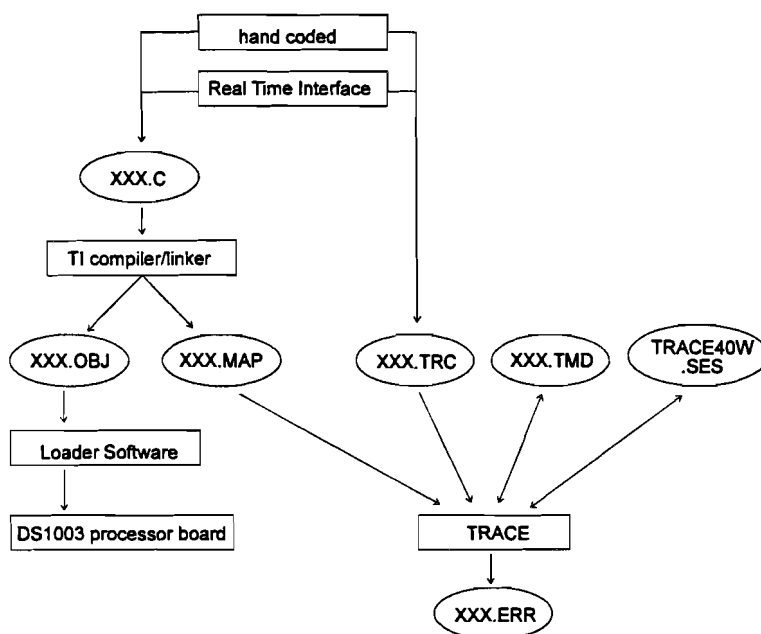 hand coded
Real Time Interface
XXX.C
TI compiler/linker
XXX.OBJ
XXX.MAP
XXX.TRC
XXX.TMD
TRACE40W
.SES
Loader Software
DS1003 processor board
TRACE
XXX.ERR